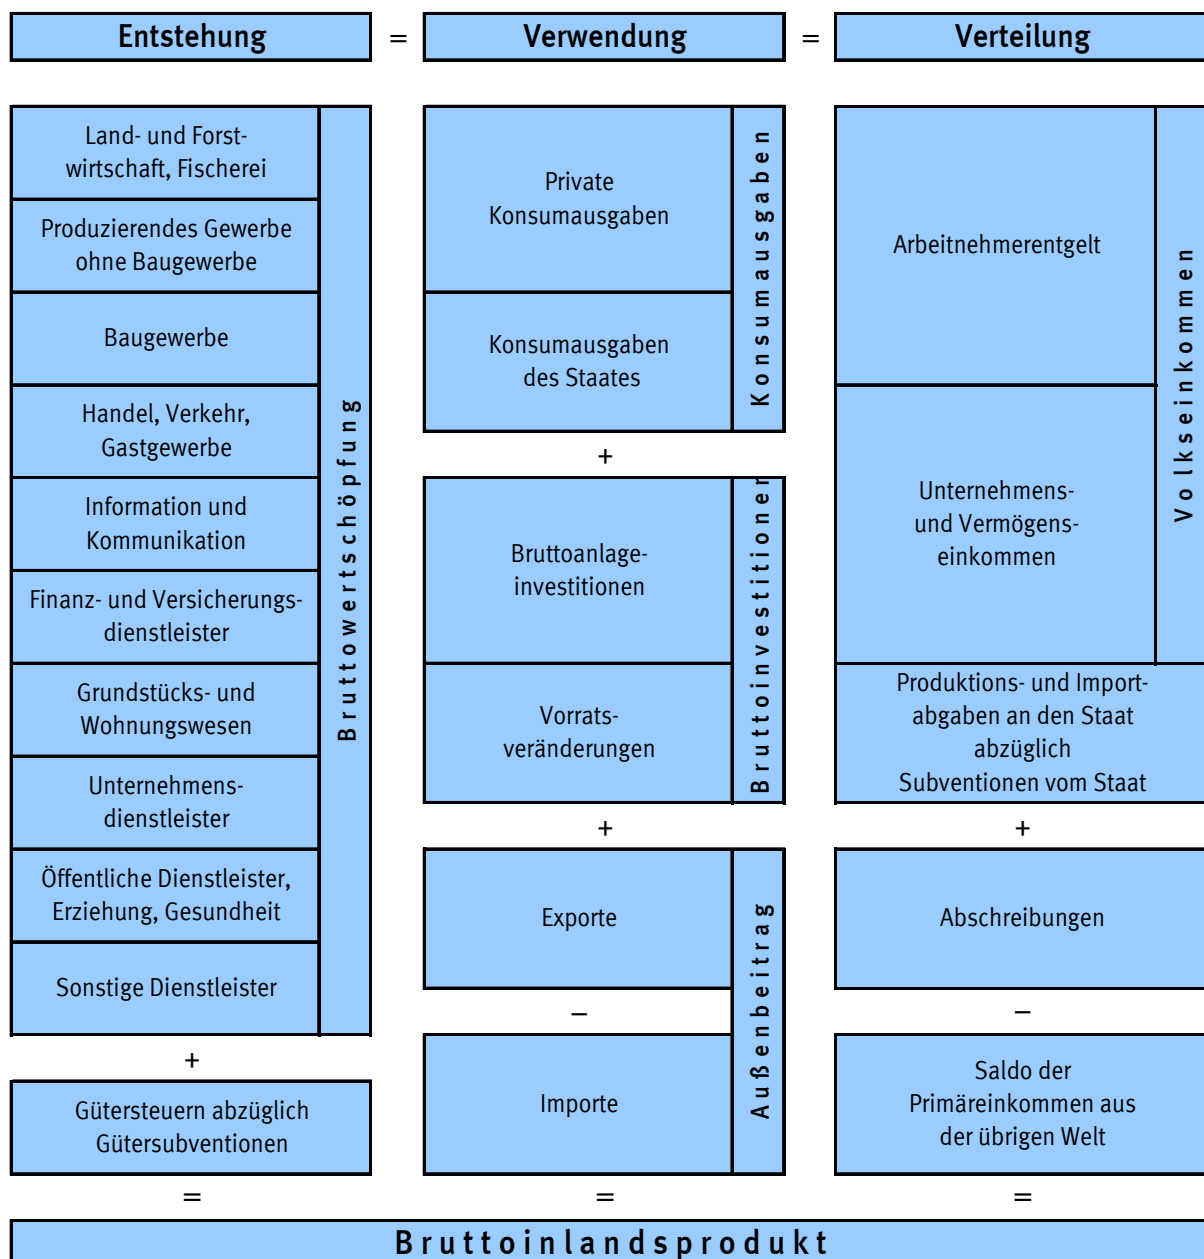 Entstehung = Verwendung = Verteilung
Land- und Forst-
wirtschaft, Fischerei
Produzierendes Gewerbe
ohne Baugewerbe
Baugewerbe
Handel, Verkehr,
Gastgewerbe
Information und
Kommunikation
Finanz- und Versicherungs-
dienstleister
Grundstücks- und
Wohnungswesen
Unternehmens-
dienstleister
Öffentliche Dienstleister,
Erziehung, Gesundheit
Sonstige Dienstleister
Bruttowertschöpfung
+
Gütersteuern abzüglich
Gütersubventionen
=
Private
Konsumausgaben
Konsumausgaben
des Staates
Konsumausgaben
+
Bruttoanlage-
investitionen
Vorrats-
veränderungen
Bruttoinvestitionen
+
Exporte
–
Importe
Außenbeitrag
=
Arbeitnehmerentgelt
Unternehmens-
und Vermögens-
einkommen
Volkseinkommen
Produktions- und Import-
abgaben an den Staat
abzüglich
Subventionen vom Staat
+
Abschreibungen
–
Saldo der
Primäreinkommen aus
der übrigen Welt
=
Bruttoinlandsprodukt